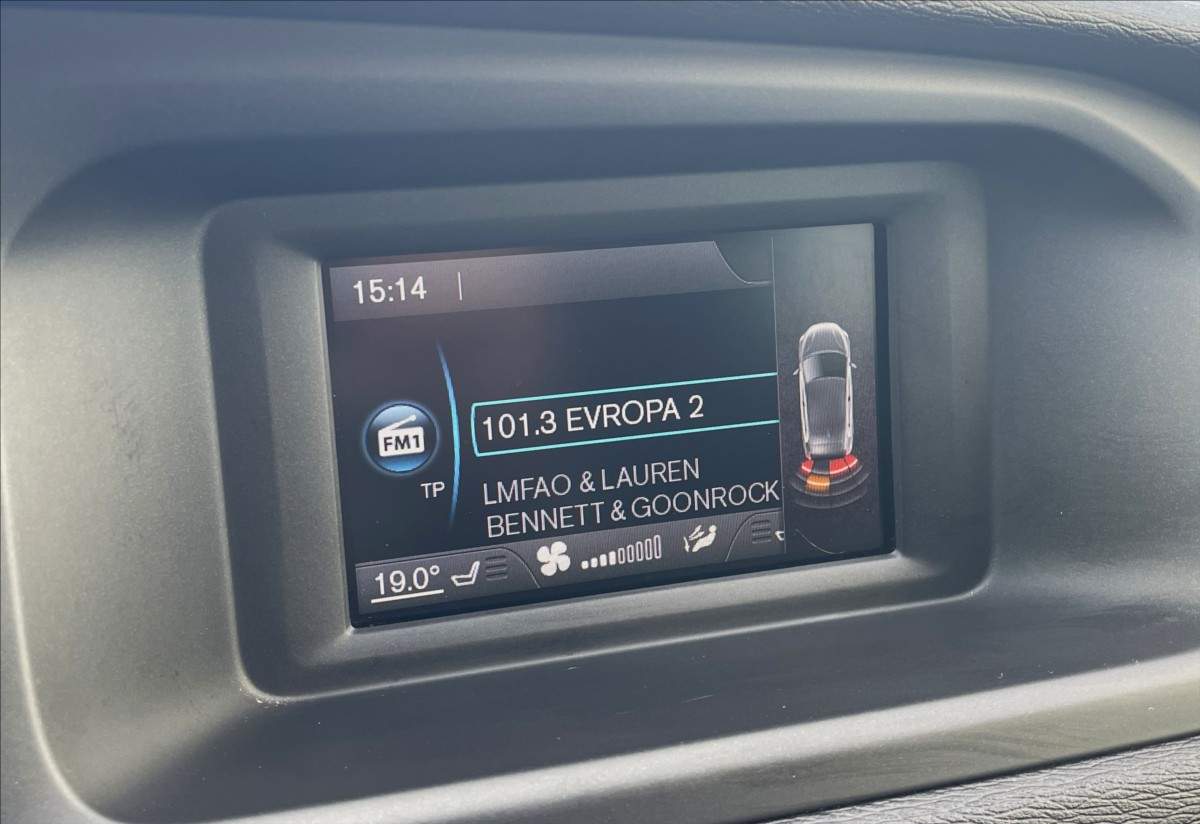 15:14
101.3 EVROPA 2
FM1
TP
LMFAO & LAUREN
BENNETT & GOONROCK
19.0°